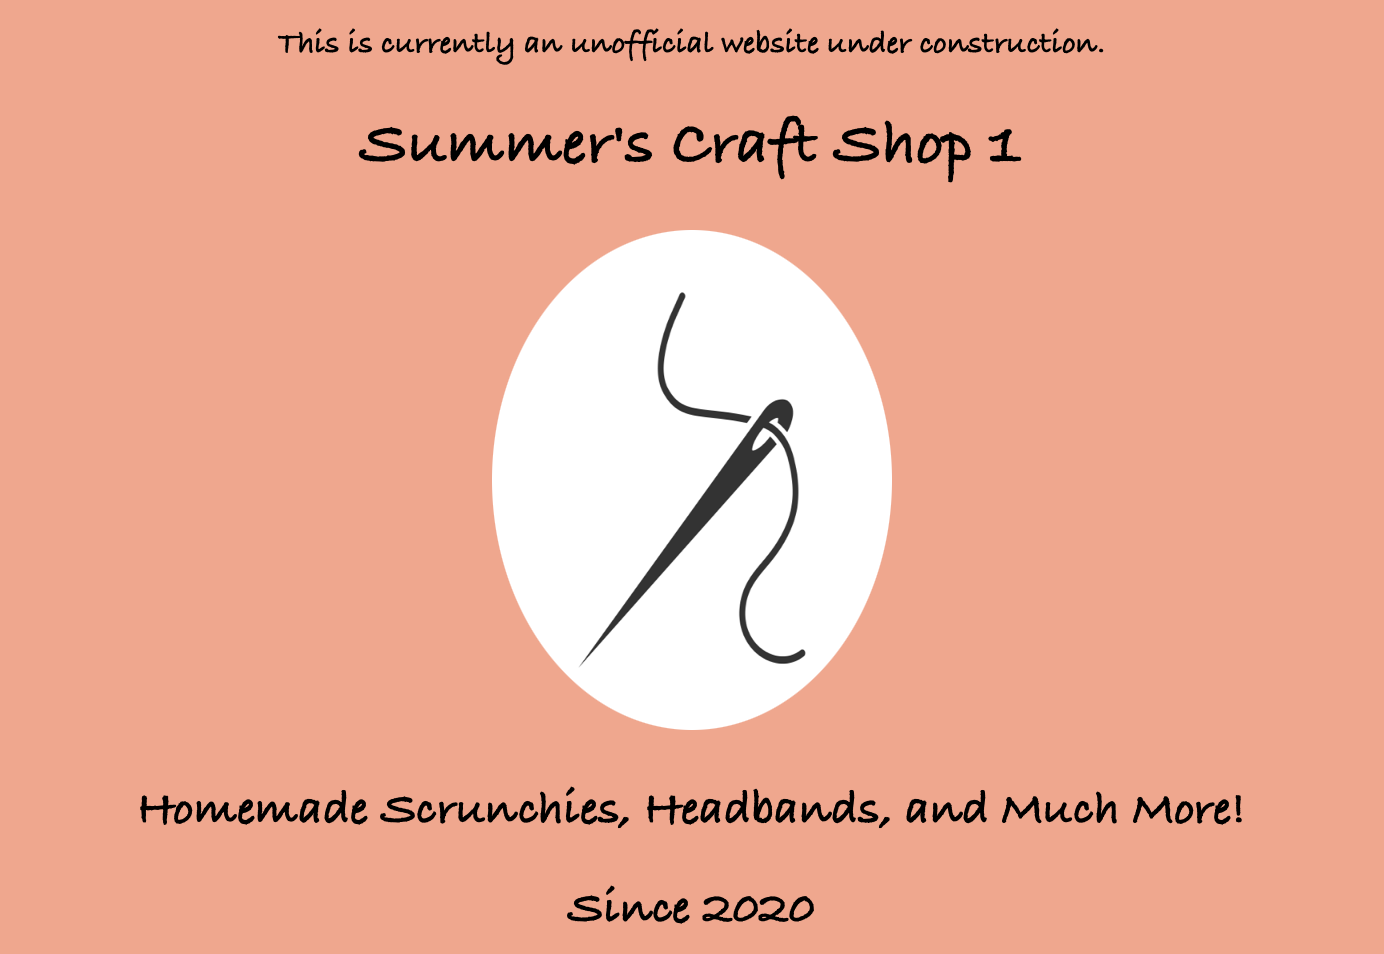 This is currently an unofficial website under construction.
Summer's Craft Shop 1
Homemade Scrunchies, Headbands, and Much More!
Since 2020